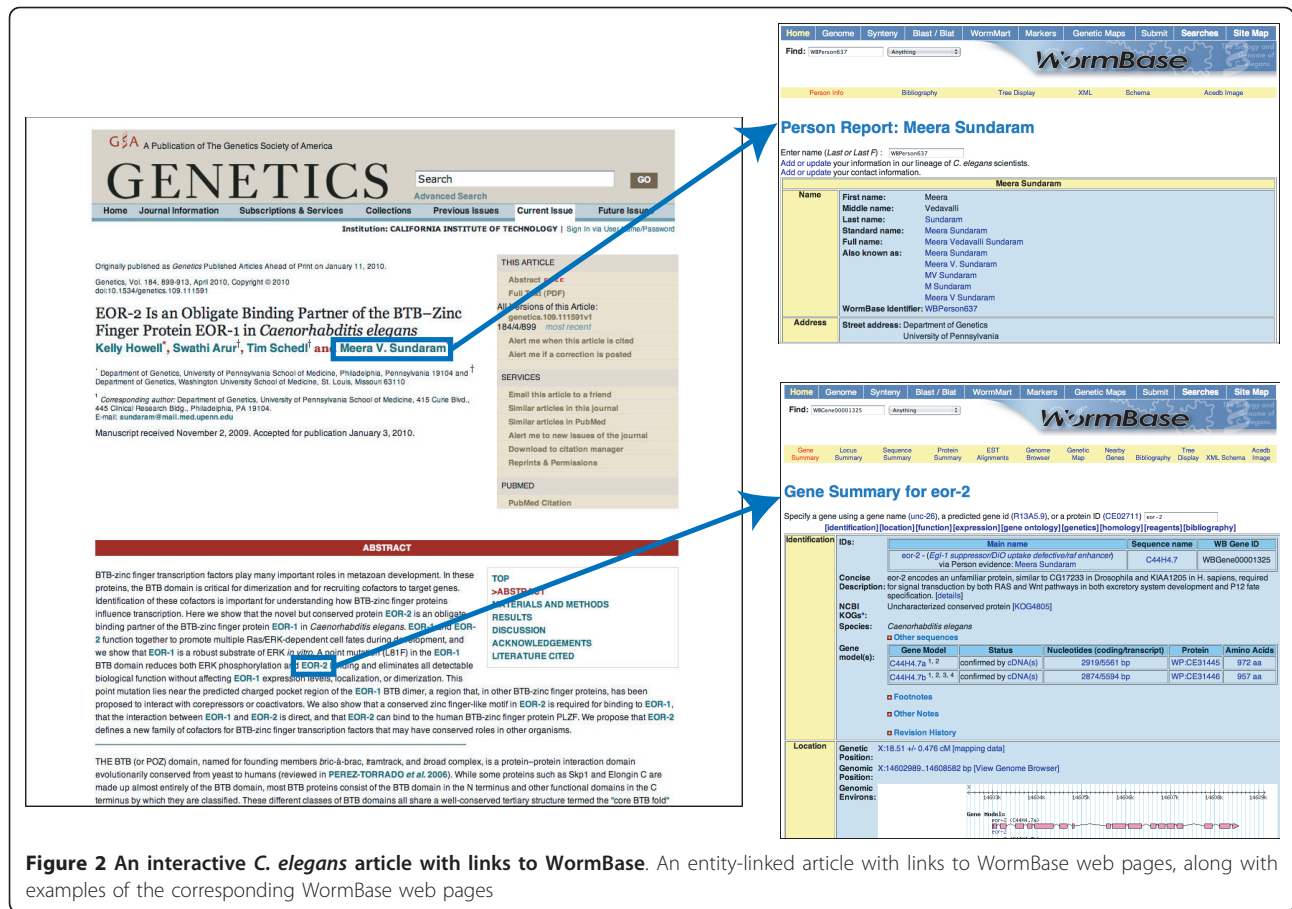 GSA A Publication of The Genetics Society of America
GENETICS
Search
GO
Advanced Search
Home Journal Information Subscriptions & Services Collections Previous Issues Current Issue Future Issues
Institution: CALIFORNIA INSTITUTE OF TECHNOLOGY | Sign In via User Name/Password
Originally published as Genetics Published Articles Ahead of Print on January 11, 2010.
Genetics, Vol. 184, 899-913, April 2010, Copyright © 2010
doi:10.1534/genetics.109.111591
EOR-2 Is an Obligate Binding Partner of the BTB–Zinc
Finger Protein EOR-1 in Caenorhabditis elegans
Kelly Howell*, Swathi Arur†, Tim Schedl† and Meera V. Sundaram
* Department of Genetics, University of Pennsylvania School of Medicine, Philadelphia, Pennsylvania 19104 and †
Department of Genetics, Washington University School of Medicine, St. Louis, Missouri 63110
1 Corresponding author: Department of Genetics, University of Pennsylvania School of Medicine, 415 Curie Blvd.,
445 Clinical Research Bldg., Philadelphia, PA 19104.
E-mail: sundaram@mail.med.upenn.edu
Manuscript received November 2, 2009. Accepted for publication January 3, 2010.
THIS ARTICLE
Abstract
Full Text (PDF)
All Versions of this Article:
genetics.109.111591v1
184/4/899 most recent
Alert me when this article is cited
Alert me if a correction is posted
SERVICES
Email this article to a friend
Similar articles in this journal
Similar articles in PubMed
Alert me to new issues of the journal
Download to citation manager
Reprints & Permissions
PUBMED
PubMed Citation
ABSTRACT
BTB-zinc finger transcription factors play many important roles in metazoan development. In these
proteins, the BTB domain is critical for dimerization and for recruiting cofactors to target genes.
Identification of these cofactors is important for understanding how BTB-zinc finger proteins
influence transcription. Here we show that the novel but conserved protein EOR-2 is an obligate
binding partner of the BTB-zinc finger protein EOR-1 in Caenorhabditis elegans. EOR-1 and EOR-
2 function together to promote multiple Ras/ERK-dependent cell fates during development, and
we show that EOR-1 is a robust substrate of ERK in vitro. A point mutation (L81F) in the EOR-1
BTB domain reduces both ERK phosphorylation and EOR-2 binding and eliminates all detectable
biological function without affecting EOR-1 expression levels, localization, or dimerization. This
point mutation lies near the predicted charged pocket region of the EOR-1 BTB dimer, a region that, in other BTB-zinc finger proteins, has been
proposed to interact with corepressors or coactivators. We also show that a conserved zinc finger-like motif in EOR-2 is required for binding to EOR-1,
that the interaction between EOR-1 and EOR-2 is direct, and that EOR-2 can bind to the human BTB-zinc finger protein PLZF. We propose that EOR-2
defines a new family of cofactors for BTB-zinc finger transcription factors that may have conserved roles in other organisms.
TOP
>ABSTRACT
MATERIALS AND METHODS
RESULTS
DISCUSSION
ACKNOWLEDGEMENTS
LITERATURE CITED
THE BTB (or POZ) domain, named for founding members bric-à-brac, tramtrack, and broad complex, is a protein–protein interaction domain
evolutionarily conserved from yeast to humans (reviewed in PEREZ-TORRADO et al. 2006). While some proteins such as Skp1 and Elongin C are
made up almost entirely of the BTB domain, most BTB proteins consist of the BTB domain in the N terminus and other functional domains in the C
terminus by which they are classified. These different classes of BTB domains all share a well-conserved tertiary structure termed the "core BTB fold"
Home Genome Synteny Blast / Blat WormMart Markers Genetic Maps Submit Searches Site Map
Find: WBPerson637 Anything
WormBase
The Biology and Genome of C. elegans
Person Info Bibliography Tree Display XML Schema Acedb Image
Person Report: Meera Sundaram
Enter name (Last or Last F) : WBPerson637
Add or update your information in our lineage of C. elegans scientists.
Add or update your contact information.
Meera Sundaram
Name First name: Meera
Middle name: Vedavalli
Last name: Sundaram
Standard name: Meera Sundaram
Full name: Meera Vedavalli Sundaram
Also known as: Meera Sundaram
Meera V. Sundaram
MV Sundaram
M Sundaram
Meera V Sundaram
WormBase Identifier: WBPerson637
Address Street address: Department of Genetics
University of Pennsylvania
Home Genome Synteny Blast / Blat WormMart Markers Genetic Maps Submit Searches Site Map
Find: WBGene00001325 Anything
WormBase
The Biology and Genome of C. elegans
Gene Summary Locus Summary Sequence Summary Protein Summary EST Alignments Genome Browser Genetic Map Nearby Genes Bibliography Tree Display XML Schema Acedb Image
Gene Summary for eor-2
Specify a gene using a gene name (unc-26), a predicted gene id (R13A5.9), or a protein ID (CE02711) eor-2
[identification] [location] [function] [expression] [gene ontology] [genetics] [homology] [reagents] [bibliography]
Identification IDs: Main name Sequence name WB Gene ID
eor-2 - (Egl-1 suppressor/DiO uptake defective/raf enhancer) C44H4.7 WBGene00001325
via Person evidence: Meera Sundaram
Concise Description: eor-2 encodes an unfamiliar protein, similar to CG17233 in Drosophila and KIAA1205 in H. sapiens, required
for signal transduction by both RAS and Wnt pathways in both excretory system development and P12 fate
specification. [details]
NCBI KOGs*: Uncharacterized conserved protein [KOG4805]
Species: Caenorhabditis elegans
Other sequences
Gene model(s): Gene Model Status Nucleotides (coding/transcript) Protein Amino Acids
C44H4.7a 1, 2 confirmed by cDNA(s) 2919/5561 bp WP:CE31445 972 aa
C44H4.7b 1, 2, 3, 4 confirmed by cDNA(s) 2874/5594 bp WP:CE31446 957 aa
Footnotes
Other Notes
Revision History
Location Genetic Position: X:18.51 +/- 0.476 cM [mapping data]
Genomic Position: X:14602989..14608582 bp [View Genome Browser]
Genomic Environs:
X
14603k 14604k 14605k 14606k 14607k 14608k 14609k
Gene Models
eor-2 (C44H4.7a)
eor-2
Figure 2 An interactive C. elegans article with links to WormBase. An entity-linked article with links to WormBase web pages, along with
examples of the corresponding WormBase web pages